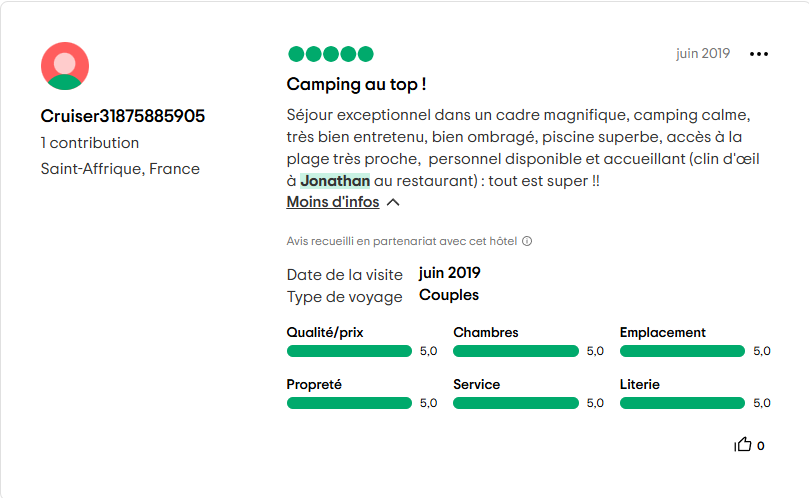 juin 2019
Camping au top !
Cruiser31875885905
1 contribution
Saint-Affrique, France
Séjour exceptionnel dans un cadre magnifique, camping calme,
très bien entretenu, bien ombragé, piscine superbe, accès à la
plage très proche, personnel disponible et accueillant (clin d'œil
à Jonathan au restaurant) : tout est super !!
Moins d'infos
Avis recueilli en partenariat avec cet hôtel
Date de la visite juin 2019
Type de voyage Couples
Qualité/prix Chambres Emplacement
5,0 5,0 5,0
Propreté Service Literie
5,0 5,0 5,0
0